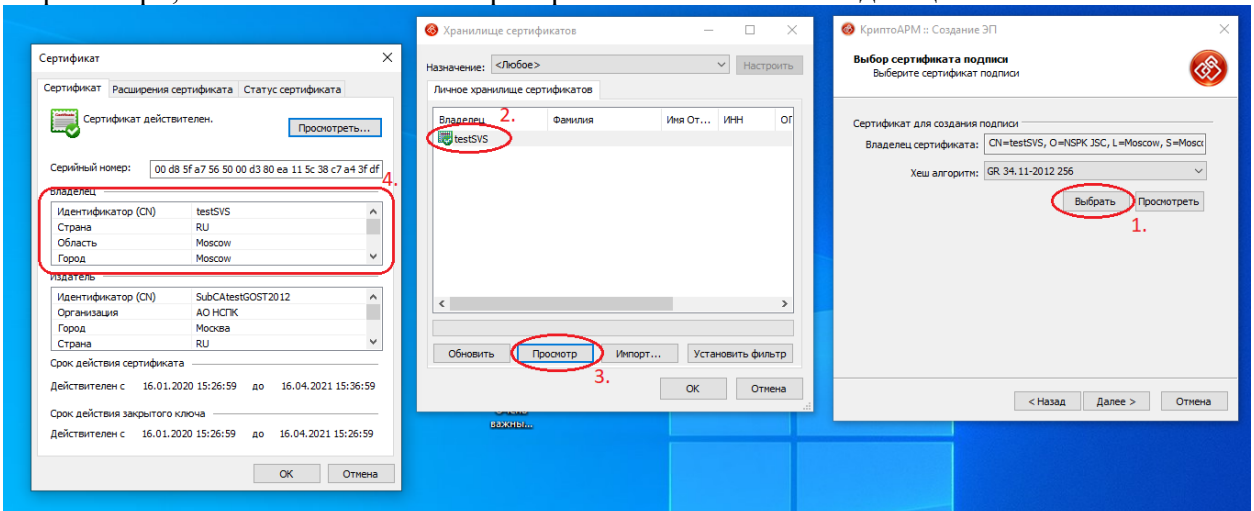 Сертификат
Сертификат Расширения сертификата Статус сертификата
Сертификат действителен.
Просмотреть...
Серийный номер: 00 d8 5f a7 56 50 00 d3 80 ea 11 5c 38 c7 a4 3f df
4.
Владелец
Идентификатор (CN) testSVS
Страна RU
Область Moscow
Город Moscow
Издатель
Идентификатор (CN) SubCAtestGOST2012
Организация АО НСПК
Город Москва
Страна RU
Срок действия сертификата
Действителен с 16.01.2020 15:26:59 до 16.04.2021 15:36:59
Срок действия закрытого ключа
Действителен с 16.01.2020 15:26:59 до 16.04.2021 15:26:59
OK Отмена
Хранилище сертификатов
Назначение: <Любое> Настроить
Личное хранилище сертификатов
Владелец 2. Фамилия Имя От... ИНН ОГ
testSVS
Обновить Просмотр Импорт... Установить фильтр
3.
OK Отмена
важны...
КриптоАРМ :: Создание ЭП
Выбор сертификата подписи
Выберите сертификат подписи
Сертификат для создания подписи
Владелец сертификата: CN=testSVS, O=NSPK JSC, L=Moscow, S=Mosco
Хеш алгоритм: GR 34.11-2012 256
Выбрать Просмотреть
1.
< Назад Далее > Отмена